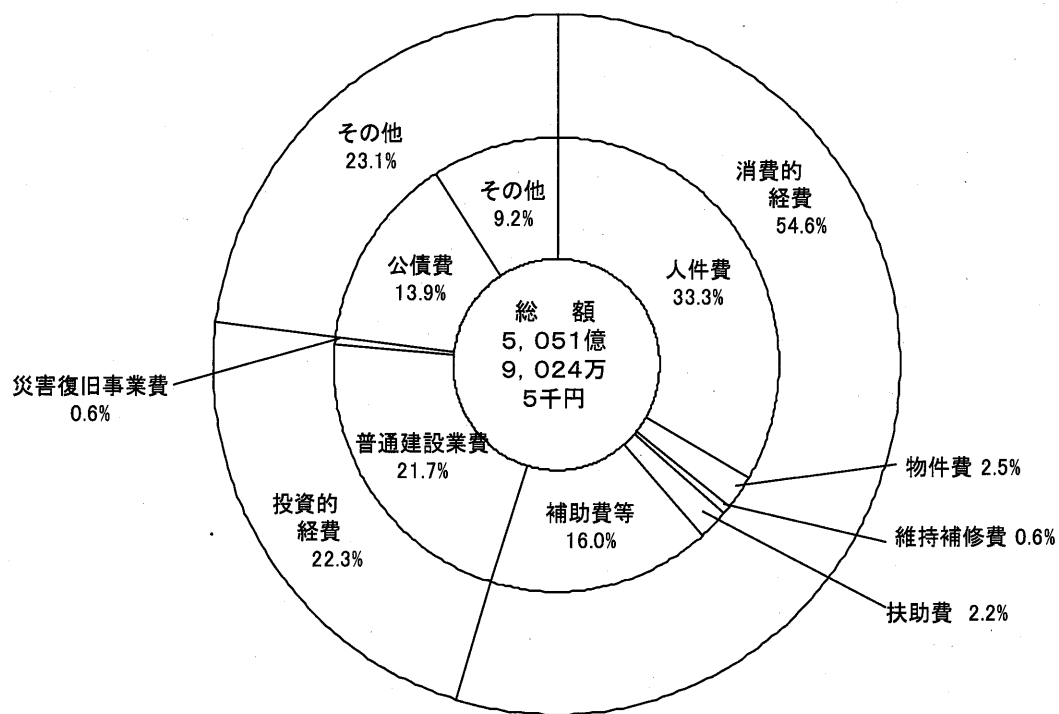 その他
23.1%
その他
9.2%
消費的
経費
54.6%
公債費
13.9%
人件費
33.3%
総 額
5,051億
9,024万
5千円
災害復旧事業費
0.6%
普通建設業費
21.7%
物件費 2.5%
投資的
経費
22.3%
補助費等
16.0%
維持補修費 0.6%
扶助費 2.2%